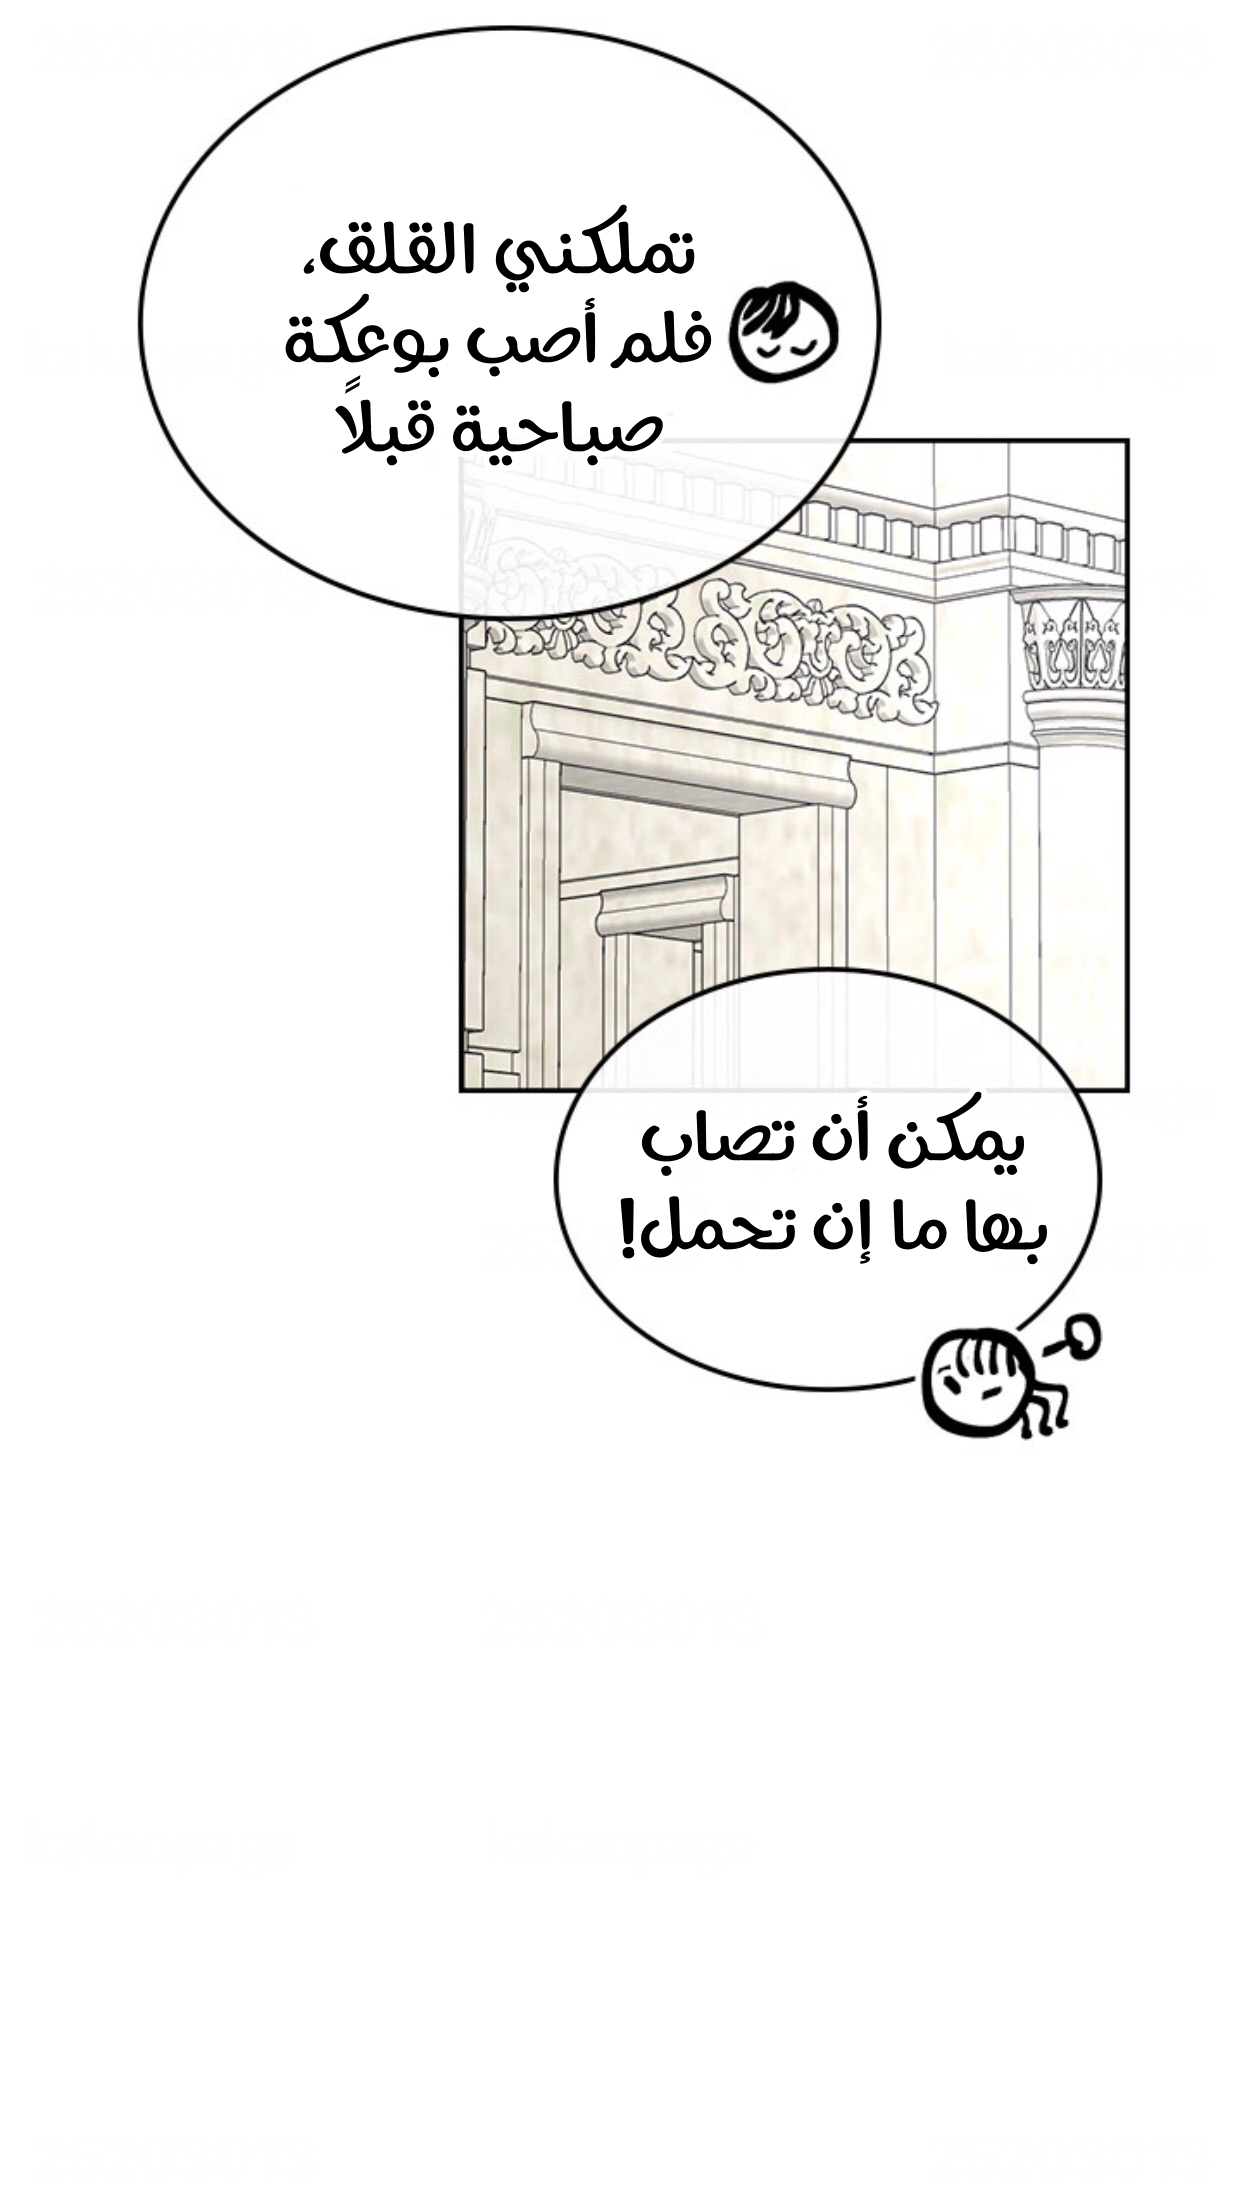 تملكني القلق،
فلم أصب بوعكة
صباحية قبلاً
يمكن أن تصاب
بها ما إن تحمل!